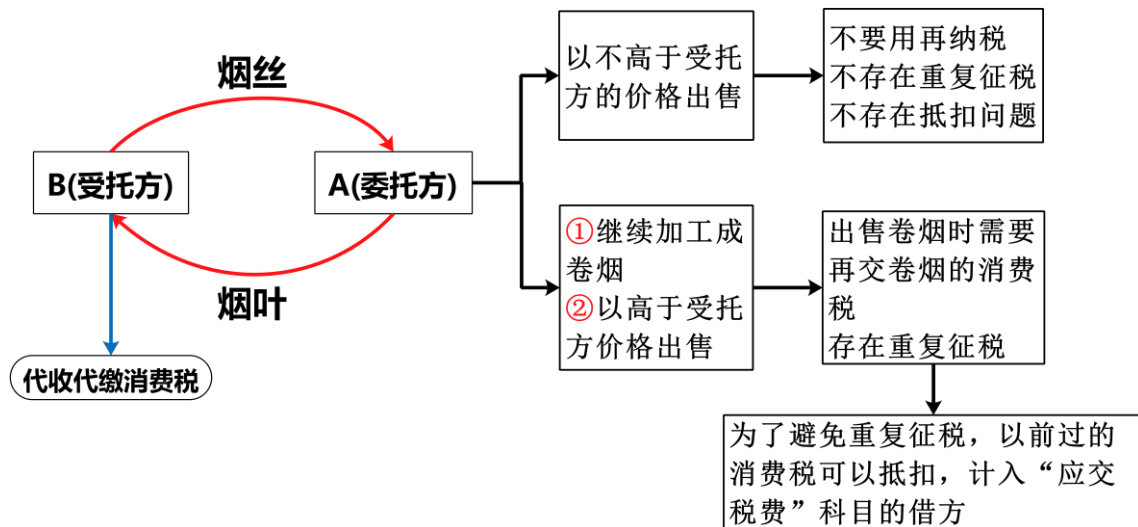 烟丝
B(受托方)
A(委托方)
烟叶
代收代缴消费税
以不高于受托
方的价格出售
不要用再纳税
不存在重复征税
不存在抵扣问题
①继续加工成
卷烟
②以高于受托
方价格出售
出售卷烟时需要
再交卷烟的消费
税
存在重复征税
为了避免重复征税，以前过的
消费税可以抵扣，计入“应交
税费”科目的借方